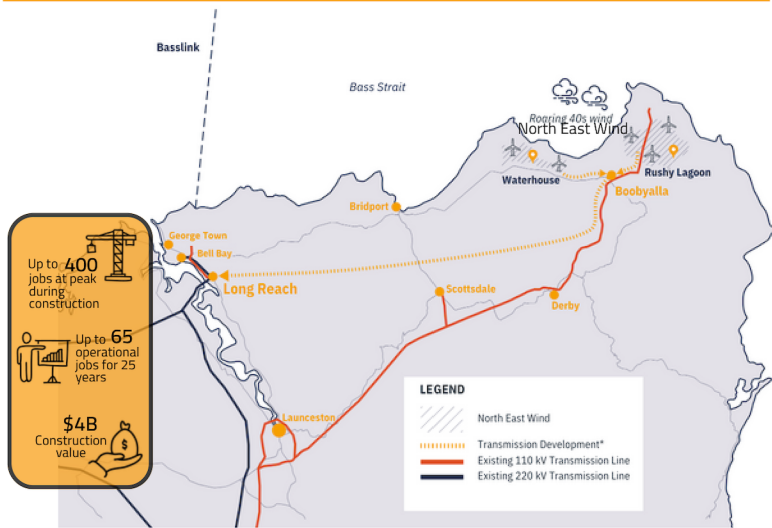 Basslink
Bass Strait
Roaring 40s wind
North East Wind
Waterhouse
Rushy Lagoon
Boobyalla
Bridport
George Town
Bell Bay
Long Reach
Scottsdale
Derby
Launceston
Up to 400
jobs at peak
during
construction
Up to 65
operational
jobs for 25
years
$4B
Construction
value
LEGEND
North East Wind
Transmission Development*
Existing 110 kV Transmission Line
Existing 220 kV Transmission Line